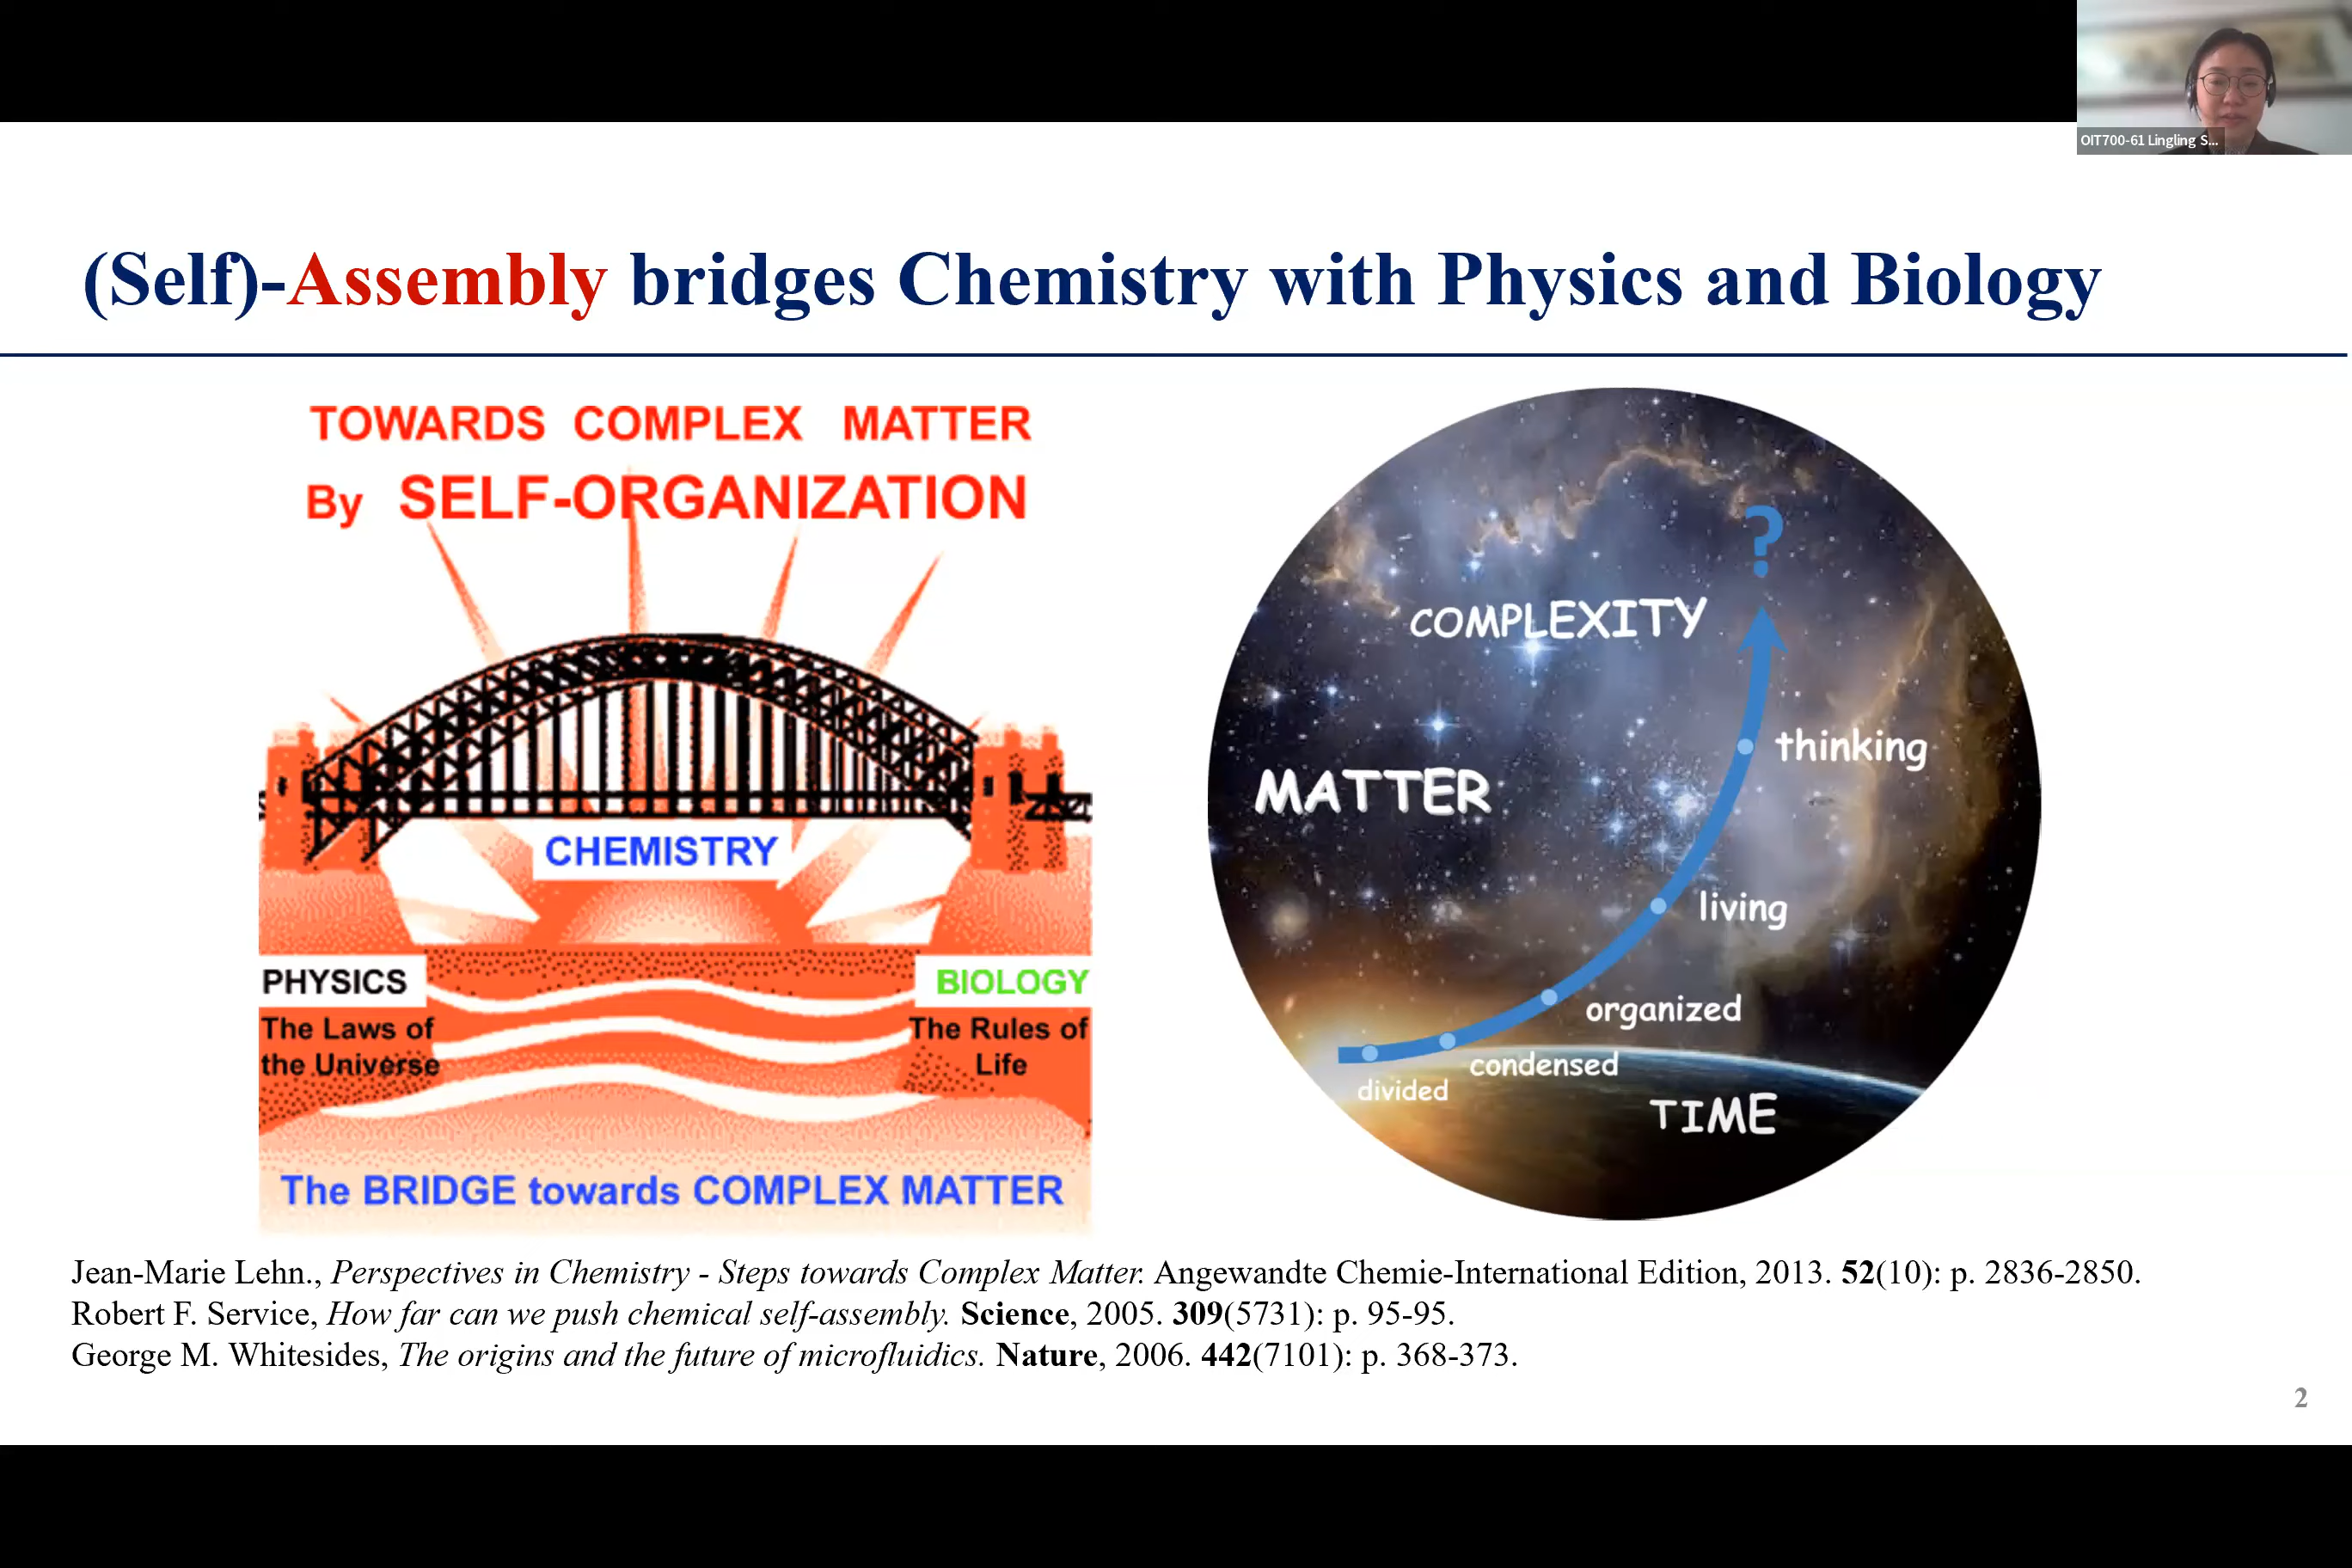 OIT700-61 Lingling S...
(Self)-Assembly bridges Chemistry with Physics and Biology
TOWARDS COMPLEX MATTER
By SELF-ORGANIZATION
CHEMISTRY
PHYSICS
The Laws of
the Universe
BIOLOGY
The Rules of
Life
The BRIDGE towards COMPLEX MATTER
?
COMPLEXITY
thinking
MATTER
living
organized
condensed
divided
TIME
Jean-Marie Lehn., Perspectives in Chemistry - Steps towards Complex Matter. Angewandte Chemie-International Edition, 2013. 52(10): p. 2836-2850.
Robert F. Service, How far can we push chemical self-assembly. Science, 2005. 309(5731): p. 95-95.
George M. Whitesides, The origins and the future of microfluidics. Nature, 2006. 442(7101): p. 368-373.
2